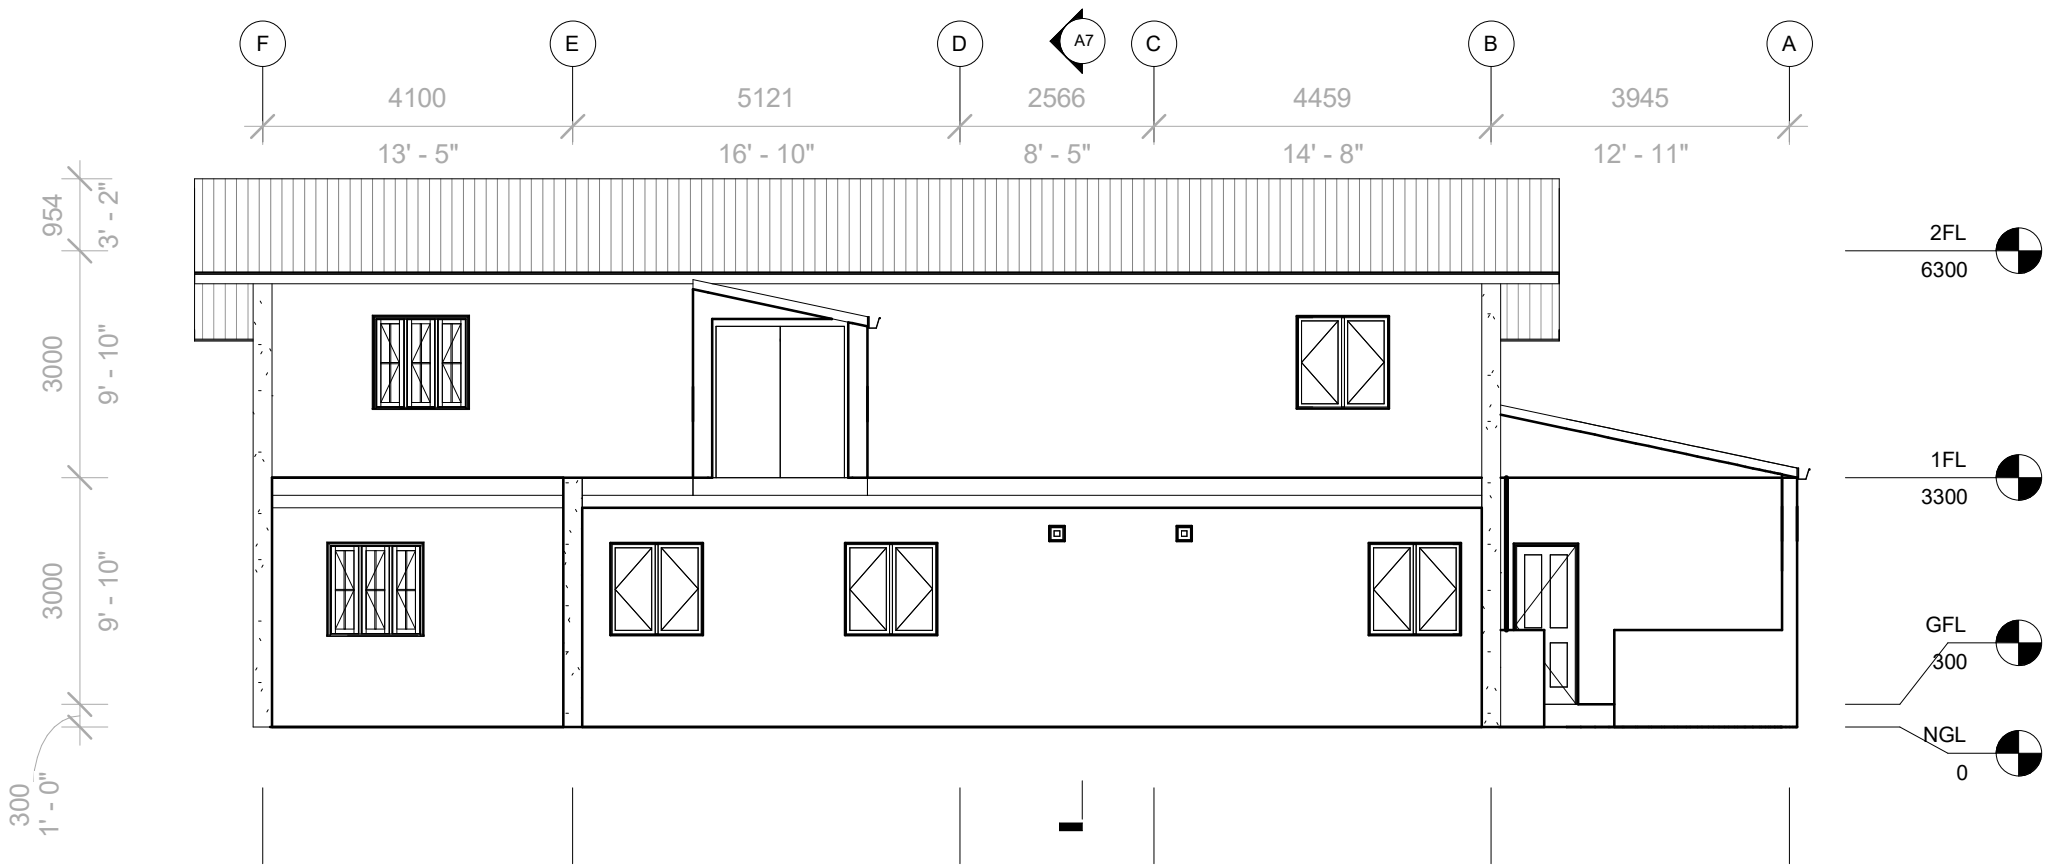 F E D A7 C B A
4100 5121 2566 4459 3945
13' - 5" 16' - 10" 8' - 5" 14' - 8" 12' - 11"
954
3' - 2"
2FL
6300
3000
9' - 10"
1FL
3300
3000
9' - 10"
GFL
300
NGL
0
300
1' - 0"